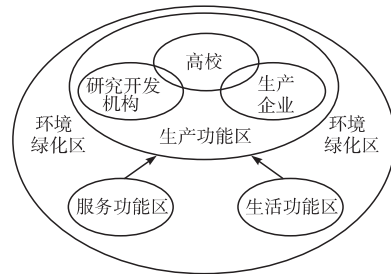 高校
研究开发
机构
生产
企业
生产功能区
环境
绿化区
环境
绿化区
服务功能区
生活功能区